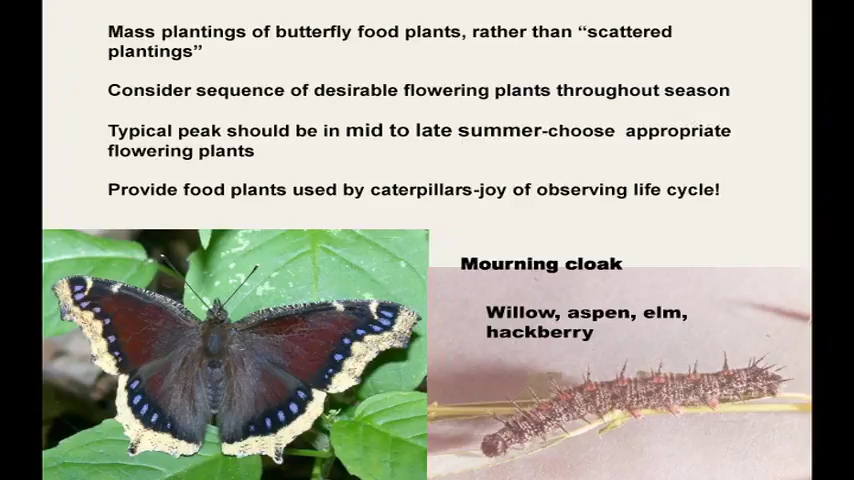 Mass plantings of butterfly food plants, rather than “scattered
plantings”
Consider sequence of desirable flowering plants throughout season
Typical peak should be in mid to late summer-choose appropriate
flowering plants
Provide food plants used by caterpillars-joy of observing life cycle!
Mourning cloak
Willow, aspen, elm,
hackberry